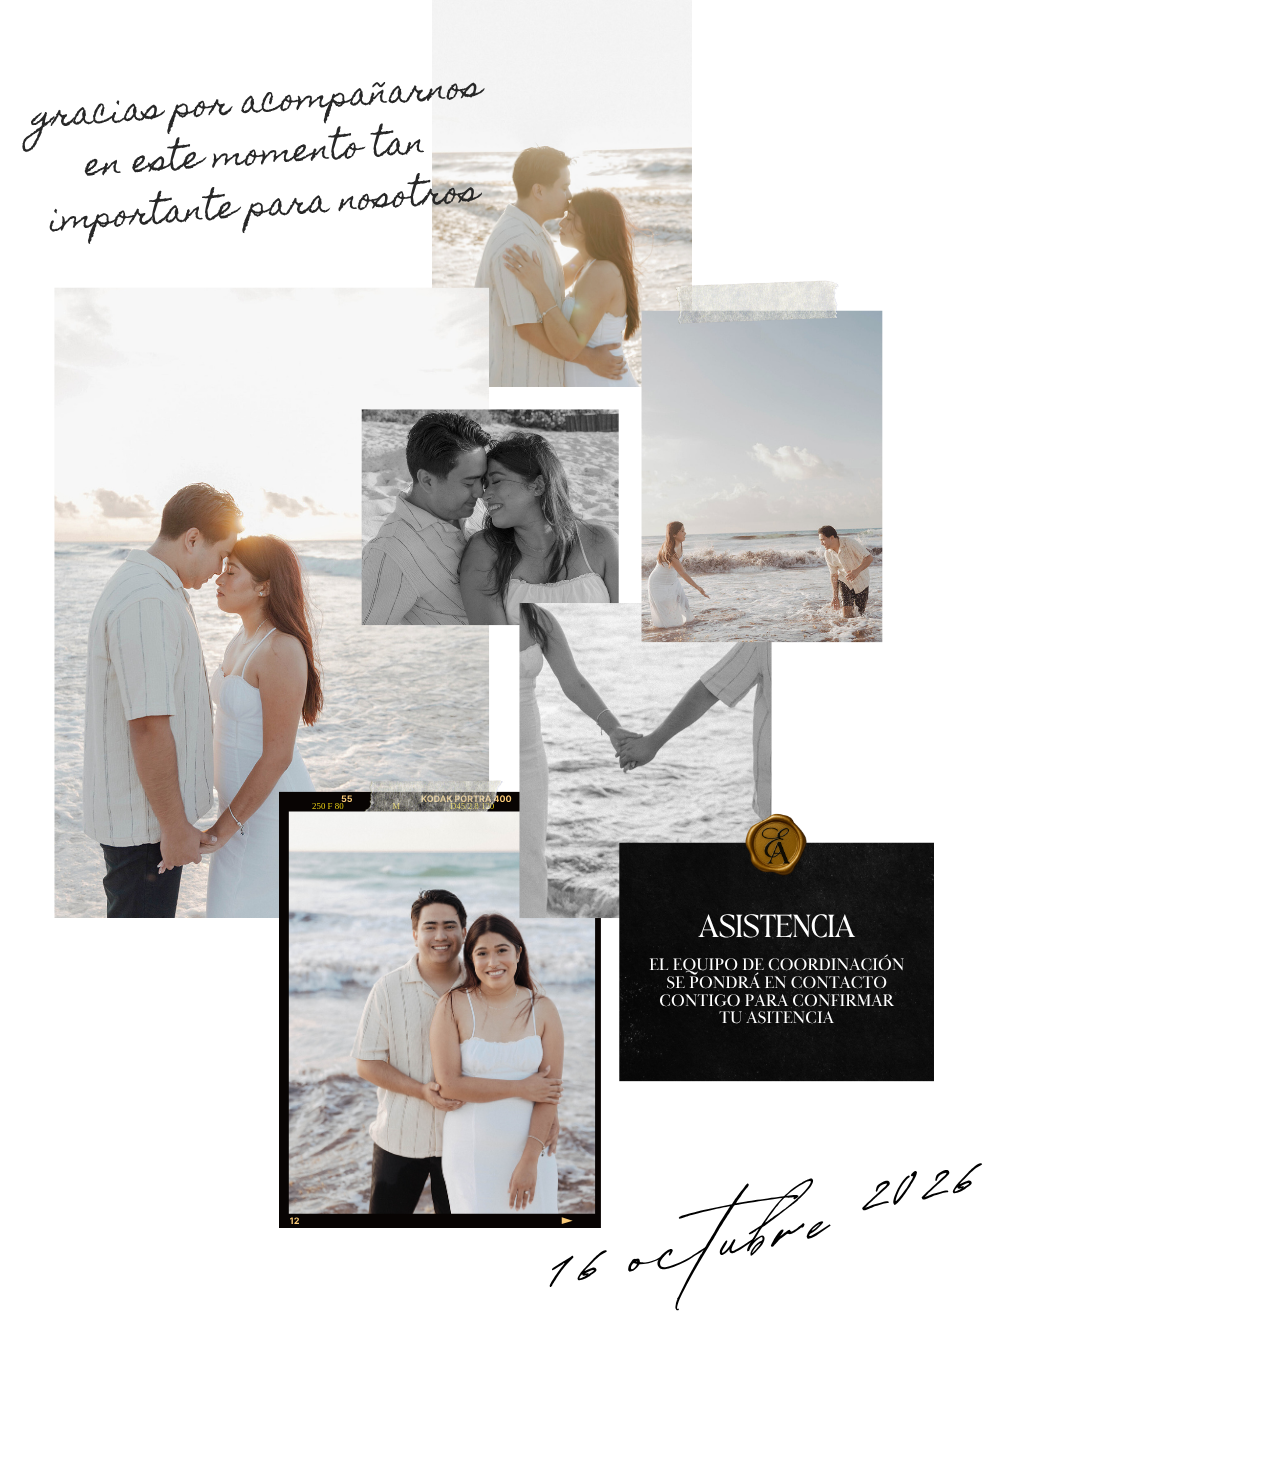 gracias por acompañarnos
en este momento tan
importante para nosotros
55
KODAK PORTRA 400
250 F 80
M
EA
ASISTENCIA
EL EQUIPO DE COORDINACIÓN
SE PONDRÁ EN CONTACTO
CONTIGO PARA CONFIRMAR
TU ASITENCIA
12
16 octubre 2026